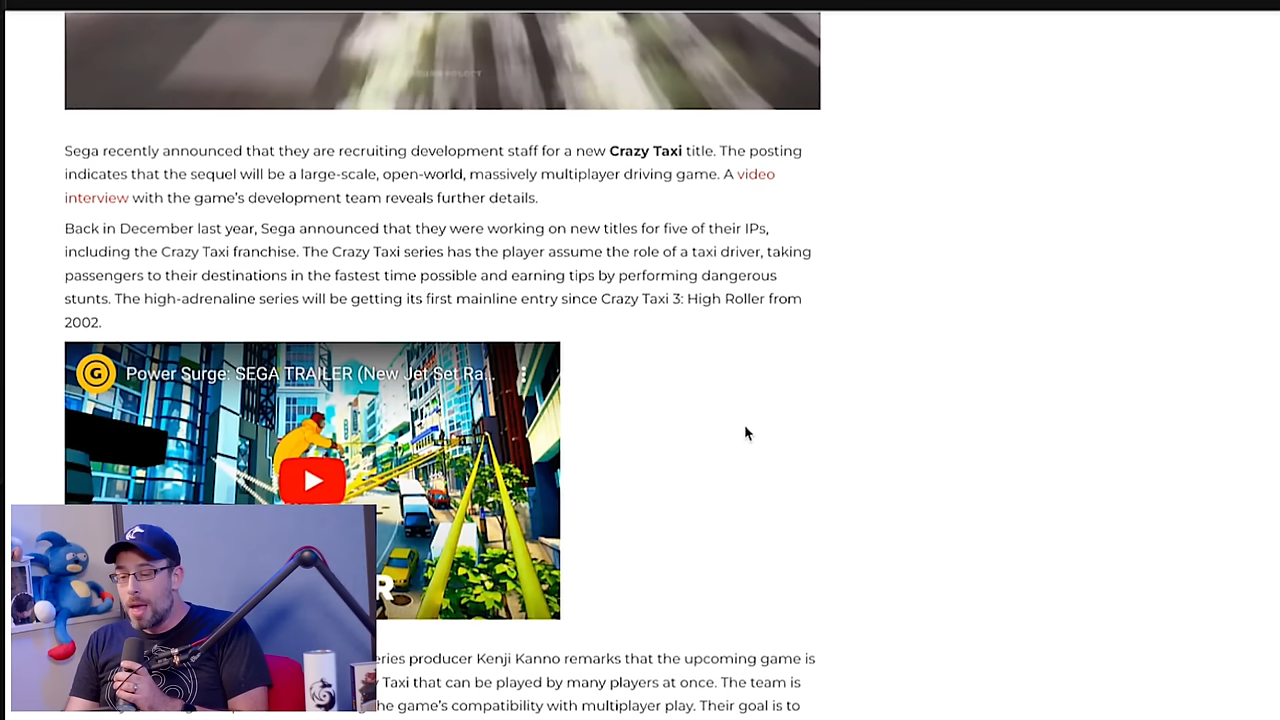 Sega recently announced that they are recruiting development staff for a new Crazy Taxi title. The posting
indicates that the sequel will be a large-scale, open-world, massively multiplayer driving game. A video
interview with the game's development team reveals further details.
Back in December last year, Sega announced that they were working on new titles for five of their IPs,
including the Crazy Taxi franchise. The Crazy Taxi series has the player assume the role of a taxi driver, taking
passengers to their destinations in the fastest time possible and earning tips by performing dangerous
stunts. The high-adrenaline series will be getting its first mainline entry since Crazy Taxi 3: High Roller from
2002.
G
Power Surge: SEGA TRAILER (New Jet Set Ra...
R
eries producer Kenji Kanno remarks that the upcoming game is
Taxi that can be played by many players at once. The team is
he game's compatibility with multiplayer play. Their goal is to